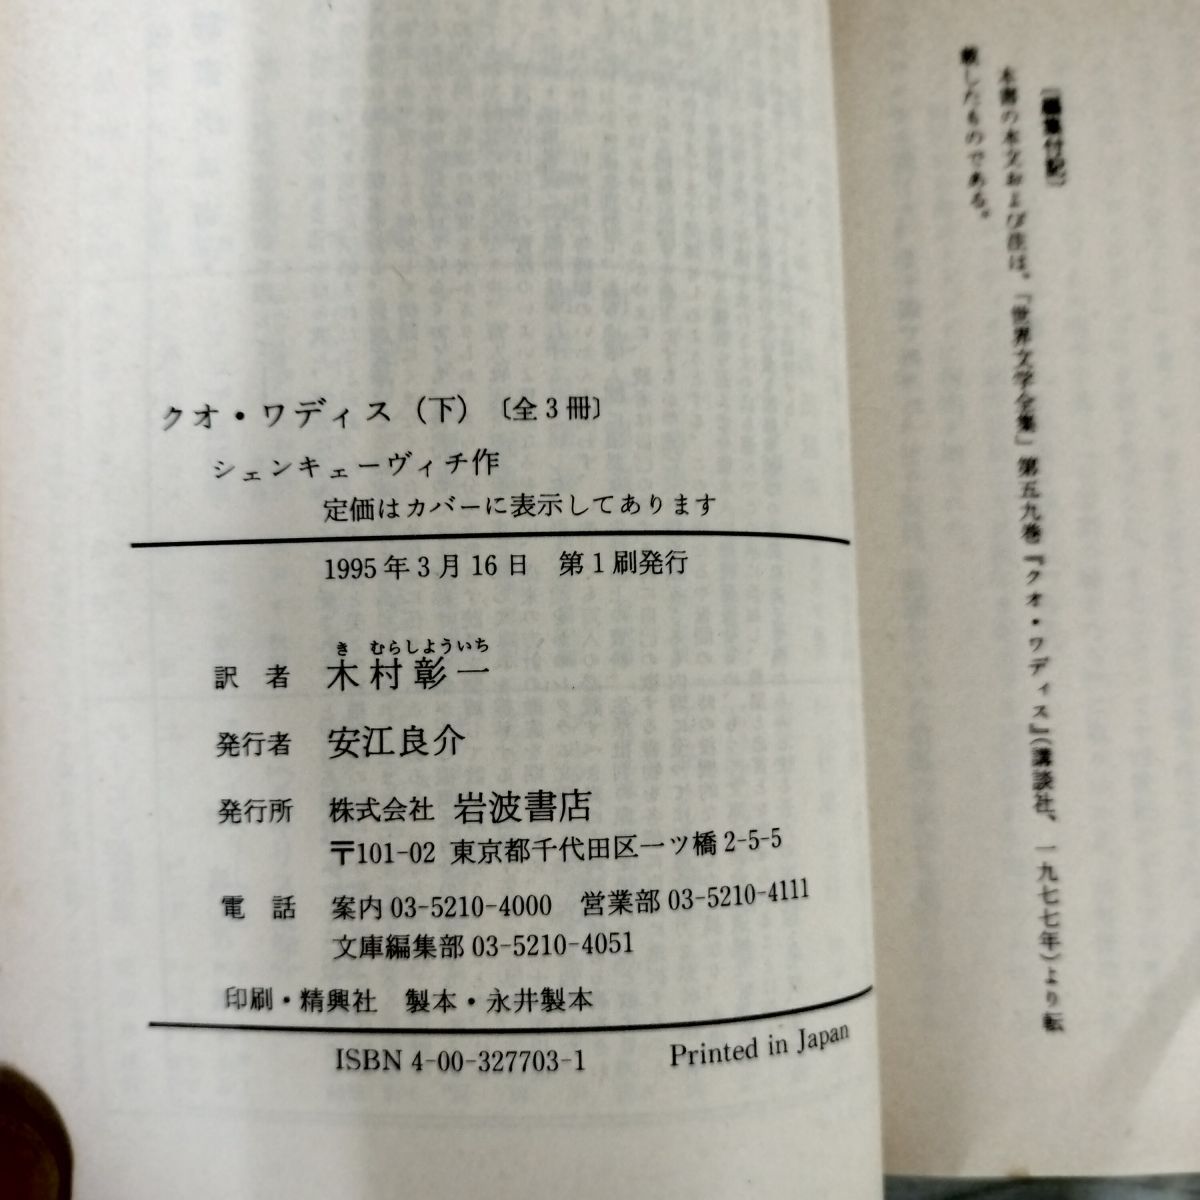 〔編集付記〕
本書の本文および注は、「世界文学全集」第五九巻『クオ・ワディス』(講談社、一九七七年)より転
載したものである。
クオ・ワディス（下）〔全3冊〕
シェンキェーヴィチ作
定価はカバーに表示してあります
1995年3月16日　第1刷発行
き むらしよういち
訳 者 木村彰一
発行者 安江良介
発行所 株式会社 岩波書店
〒101-02 東京都千代田区一ツ橋2-5-5
電 話 案内03-5210-4000　営業部03-5210-4111
文庫編集部03-5210-4051
印刷・精興社　製本・永井製本
ISBN 4-00-327703-1　Printed in Japan